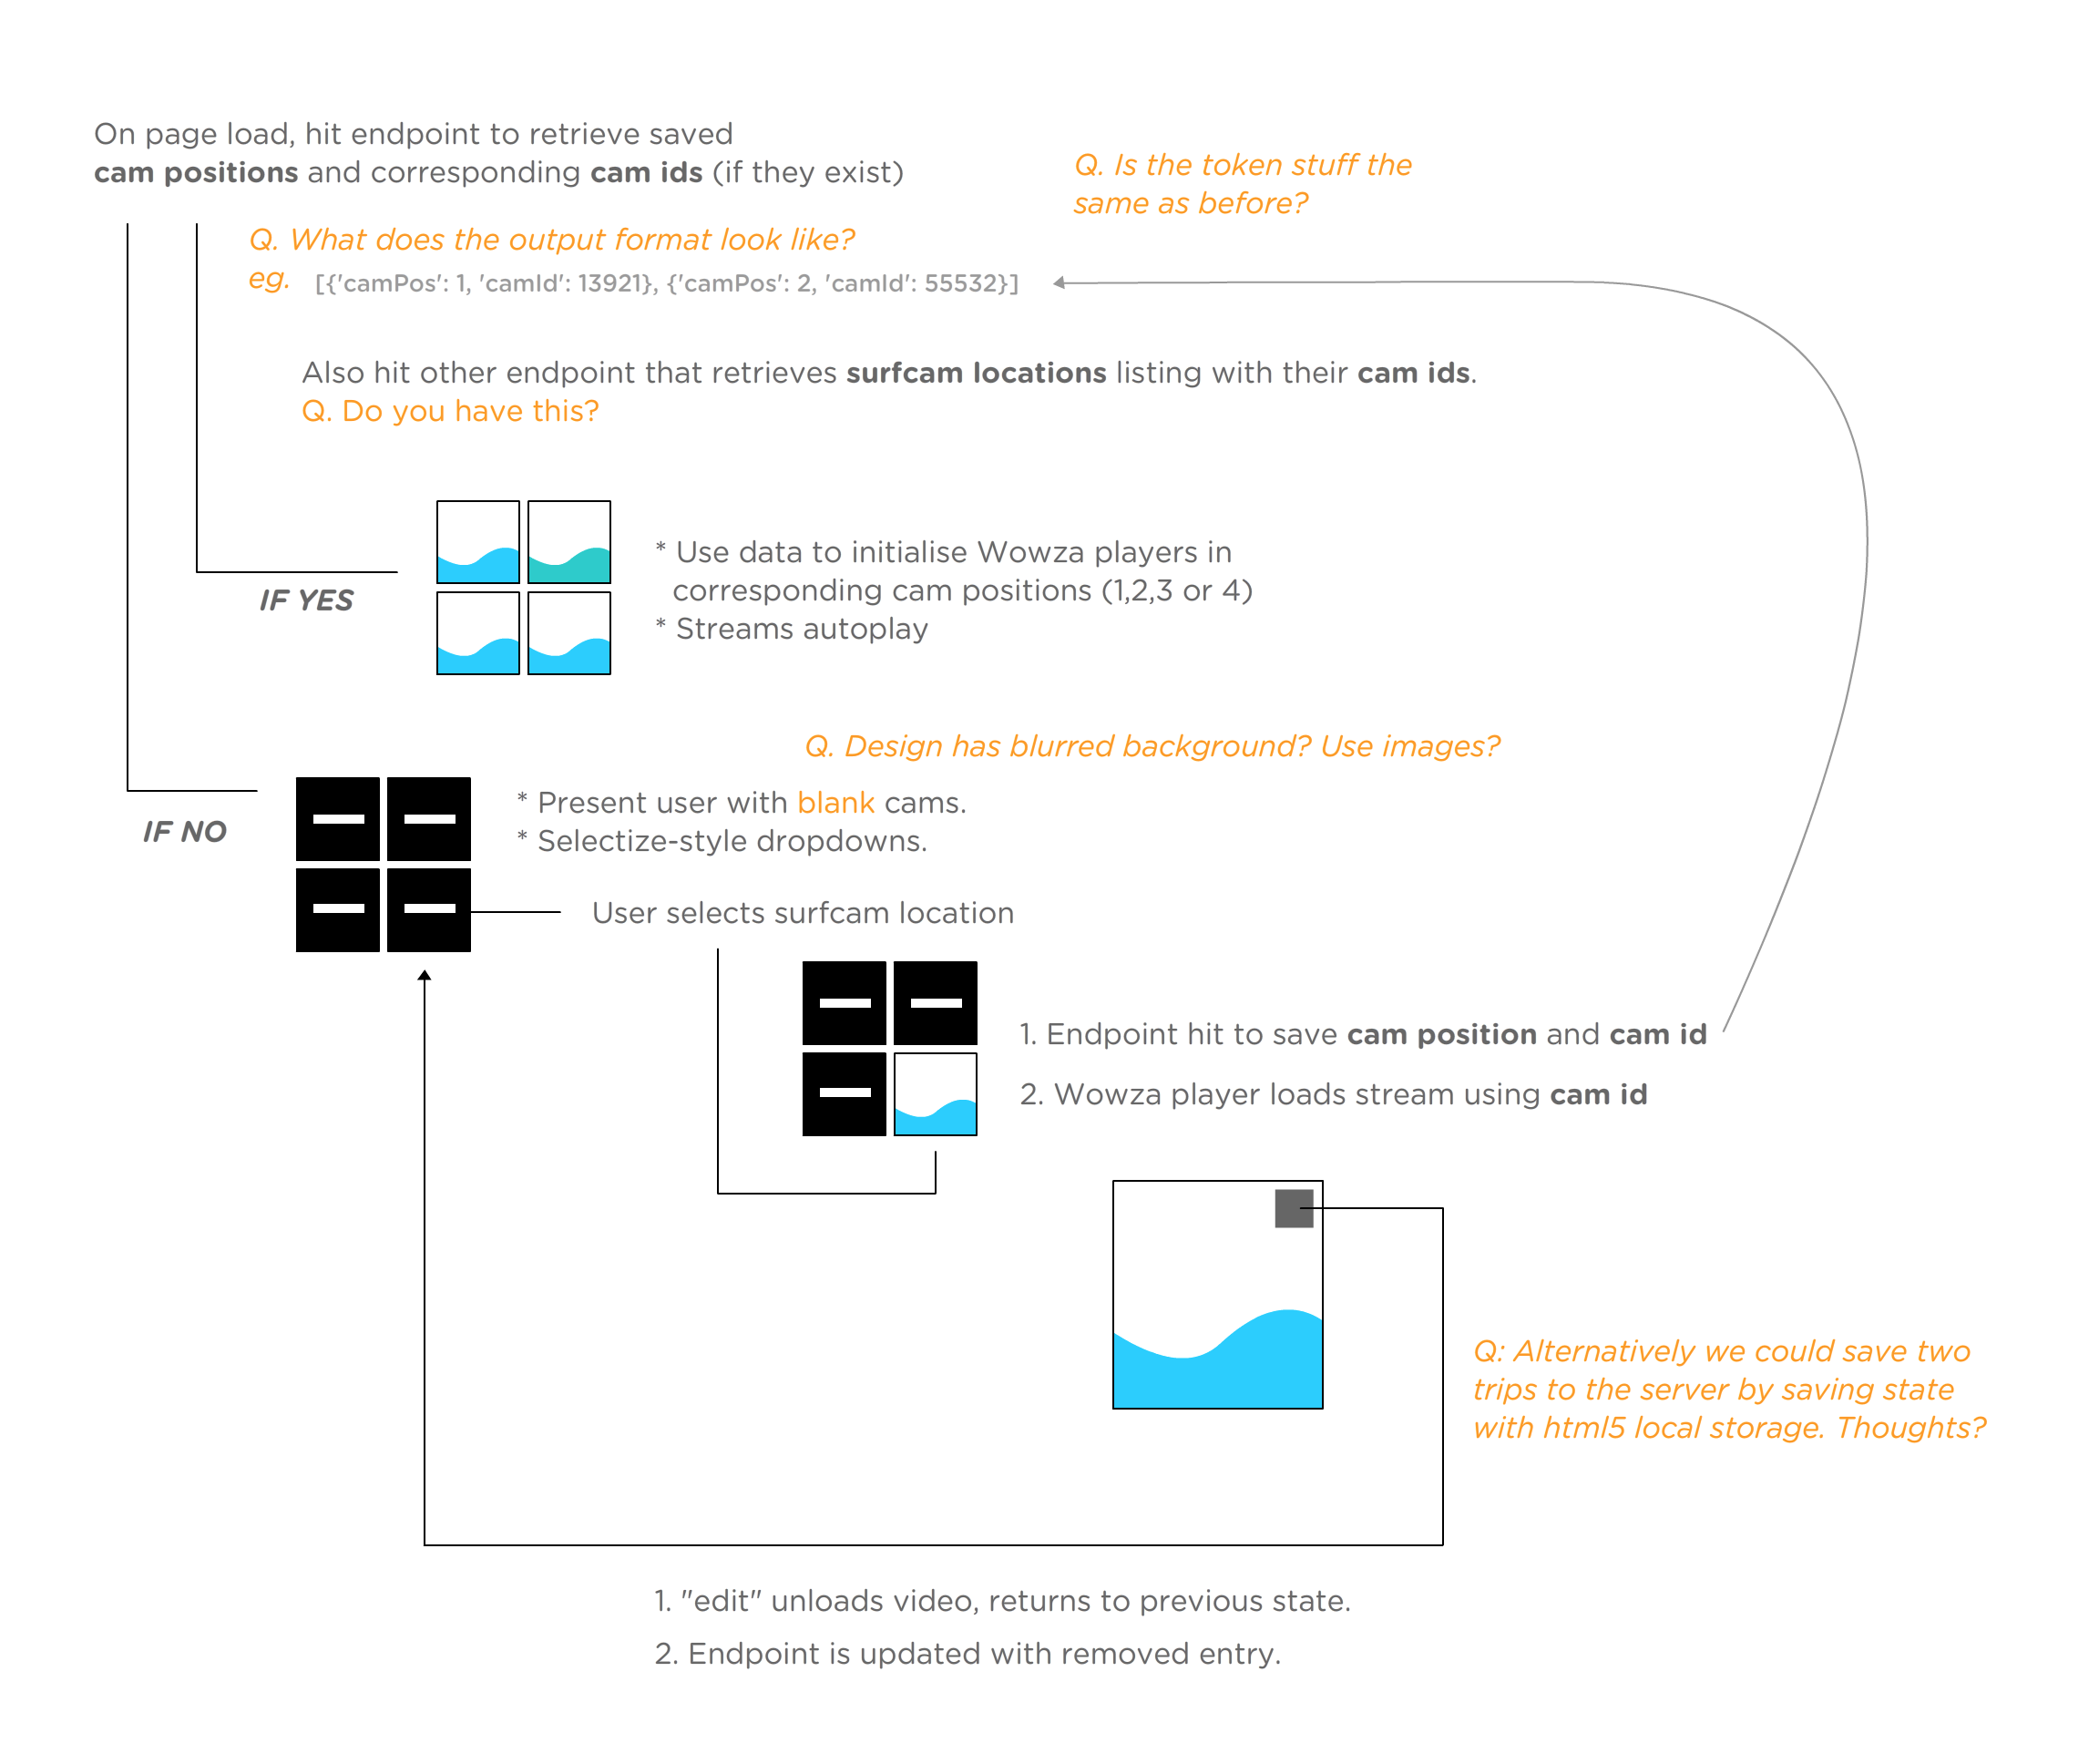 On page load, hit endpoint to retrieve saved
cam positions and corresponding cam ids (if they exist)
Q. Is the token stuff the
same as before?
Q. What does the output format look like?
eg. [{'camPos': 1, 'camId': 13921}, {'camPos': 2, 'camId': 55532}]
Also hit other endpoint that retrieves surfcam locations listing with their cam ids.
Q. Do you have this?
IF YES
* Use data to initialise Wowza players in
corresponding cam positions (1,2,3 or 4)
* Streams autoplay
Q. Design has blurred background? Use images?
IF NO
* Present user with blank cams.
* Selectize-style dropdowns.
User selects surfcam location
1. Endpoint hit to save cam position and cam id
2. Wowza player loads stream using cam id
Q: Alternatively we could save two
trips to the server by saving state
with html5 local storage. Thoughts?
1. "edit" unloads video, returns to previous state.
2. Endpoint is updated with removed entry.